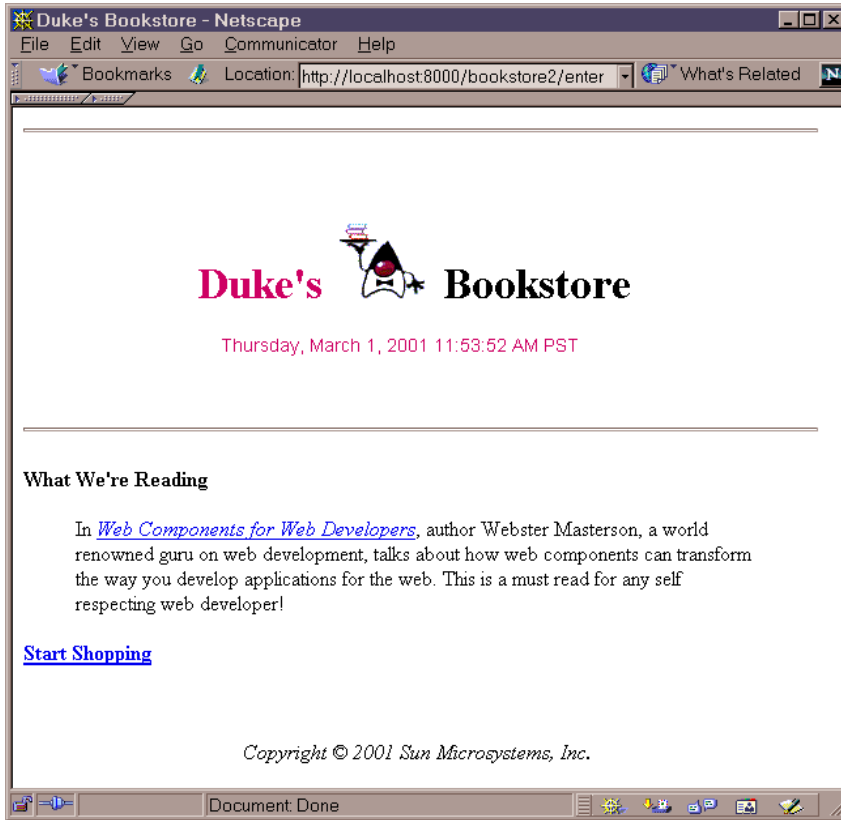 Duke's Bookstore - Netscape
File Edit View Go Communicator Help
Bookmarks Location: http://localhost:8000/bookstore2/enter What's Related N
Duke's Bookstore
Thursday, March 1, 2001 11:53:52 AM PST
What We're Reading
In Web Components for Web Developers, author Webster Masterson, a world
renowned guru on web development, talks about how web components can transform
the way you develop applications for the web. This is a must read for any self
respecting web developer!
Start Shopping
Copyright © 2001 Sun Microsystems, Inc.
Document: Done